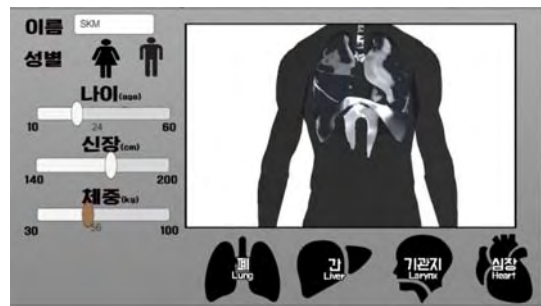 이름 SKM
성별
나이(age)
10 24 60
신장(cm)
140 200
체중(kg)
30 56 100
폐
Lung
간
Liver
기관지
Larynx
심장
Heart